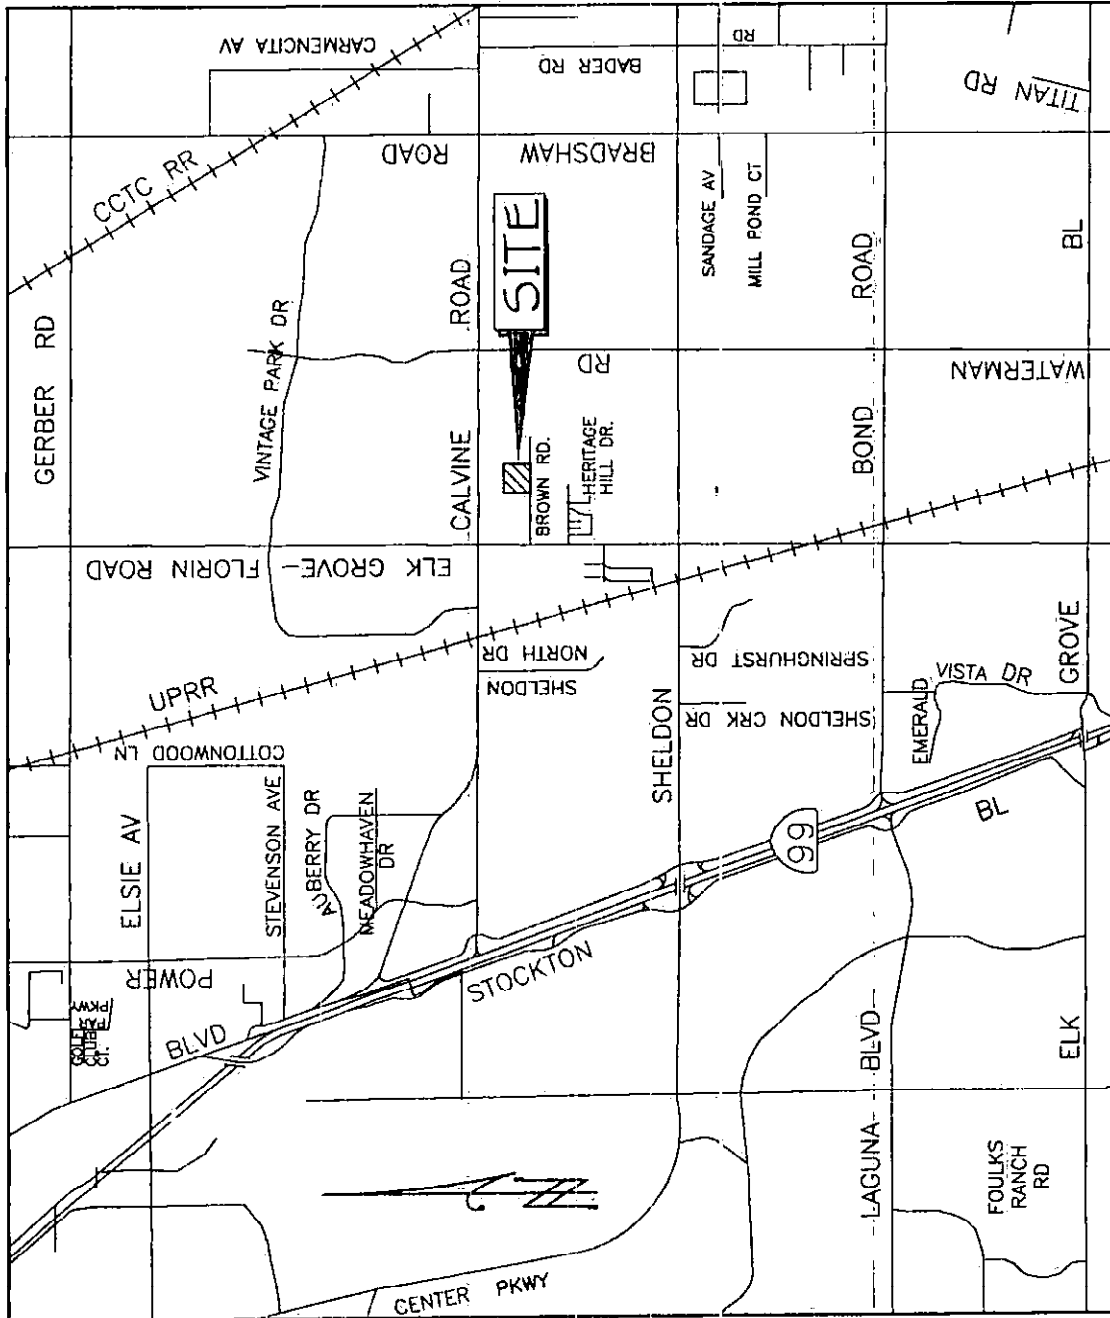 CARMENCITA AV
BADER RD
RD
TITAN RD
CCTC RR
ROAD
BRADSHAW
SANDAGE AV
MILL POND CT
GERBER RD
VINTAGE PARK DR
CALVINE ROAD
SITE
RD
WATERMAN
BROWN RD.
HERITAGE
HILL DR.
BOND ROAD
ELK GROVE-FLORIN ROAD
UPRR
NORTH DR
SHELDON
SPRINGHURST DR
SHELDON CRK DR
EMERALD
VISTA DR
COTTONWOOD LN
ELSIE AV
STEVENSON AVE
AUBERRY DR
MEADOWHAVEN
DR
SHELDON
99
POWER
STOCKTON
BL
BLVD
GOLF
CLUB
CT.
PAR
PKWY
LAGUNA BLVD
ELK GROVE BL
FOULKS
RANCH
RD
CENTER PKWY